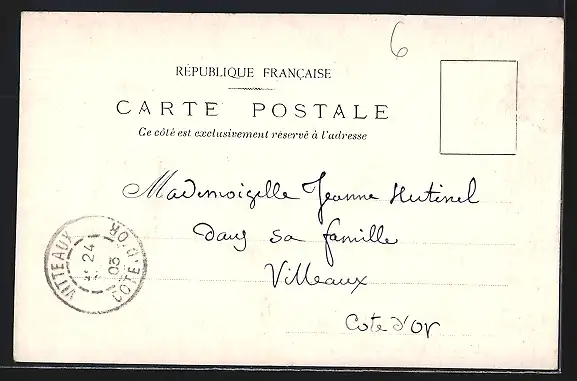 6
RÉPUBLIQUE FRANÇAISE
CARTE POSTALE
Ce côté est exclusivement réservé à l'adresse
Mademoiselle Jeanne Hutinel
Dans sa famille
Vitteaux
Cote d'Or
VITTEAUX
CÔTE D'OR
24
03